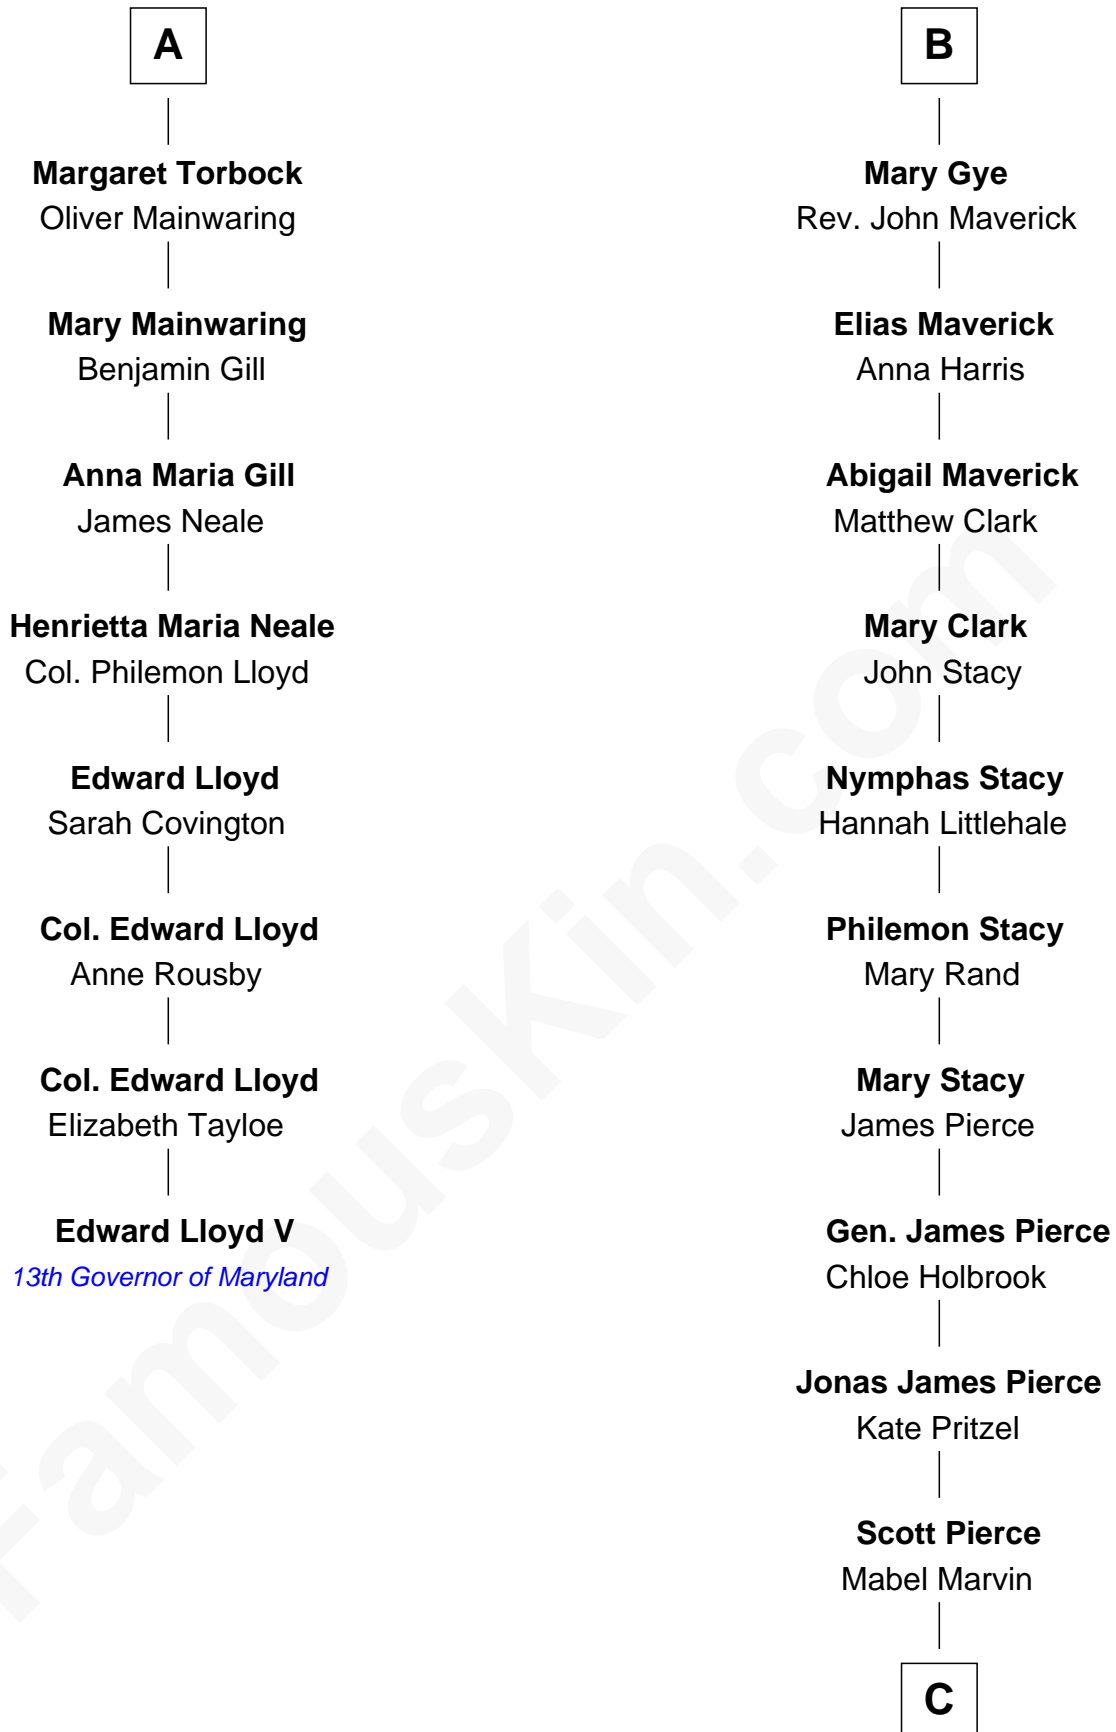 A
Margaret Torbock
Oliver Mainwaring
Mary Mainwaring
Benjamin Gill
Anna Maria Gill
James Neale
Henrietta Maria Neale
Col. Philemon Lloyd
Edward Lloyd
Sarah Covington
Col. Edward Lloyd
Anne Rousby
Col. Edward Lloyd
Elizabeth Tayloe
Edward Lloyd V
13th Governor of Maryland
B
Mary Gye
Rev. John Maverick
Elias Maverick
Anna Harris
Abigail Maverick
Matthew Clark
Mary Clark
John Stacy
Nymphas Stacy
Hannah Littlehale
Philemon Stacy
Mary Rand
Mary Stacy
James Pierce
Gen. James Pierce
Chloe Holbrook
Jonas James Pierce
Kate Pritzel
Scott Pierce
Mabel Marvin
C
FamousKin.com